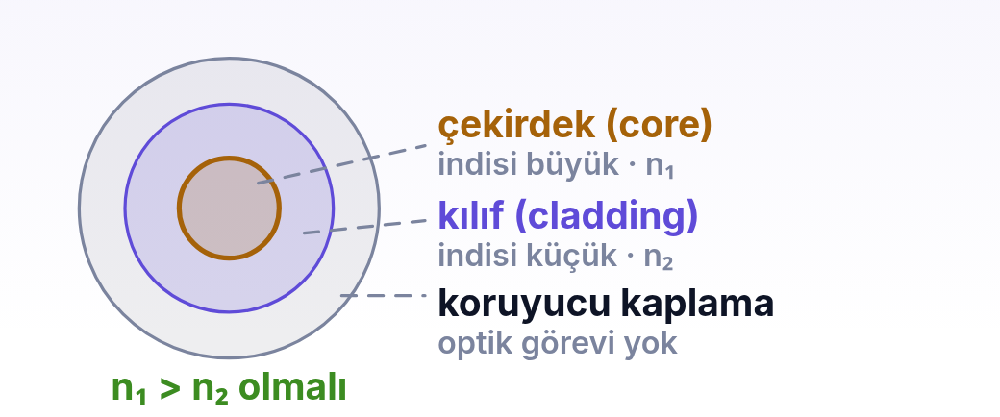 çekirdek (core)
indisi büyük · n₁
kılıf (cladding)
indisi küçük · n₂
koruyucu kaplama
optik görevi yok
n₁ > n₂ olmalı